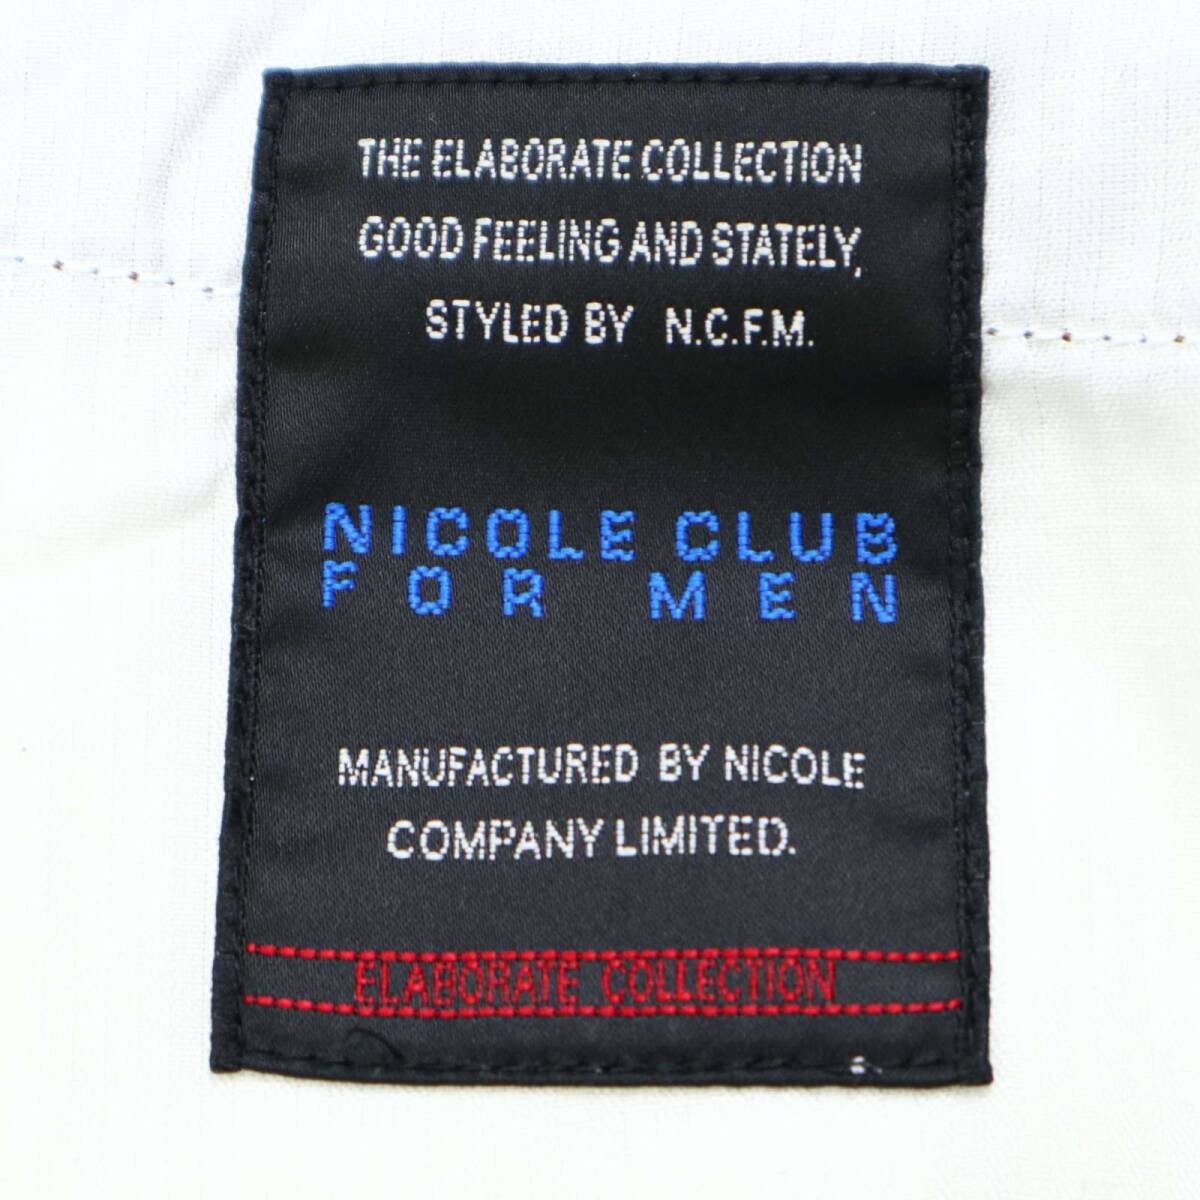 THE ELABORATE COLLECTION
GOOD FEELING AND STATELY,
STYLED BY N.C.F.M.
NICOLE CLUB
FOR MEN
MANUFACTURED BY NICOLE
COMPANY LIMITED.
ELABORATE COLLECTION